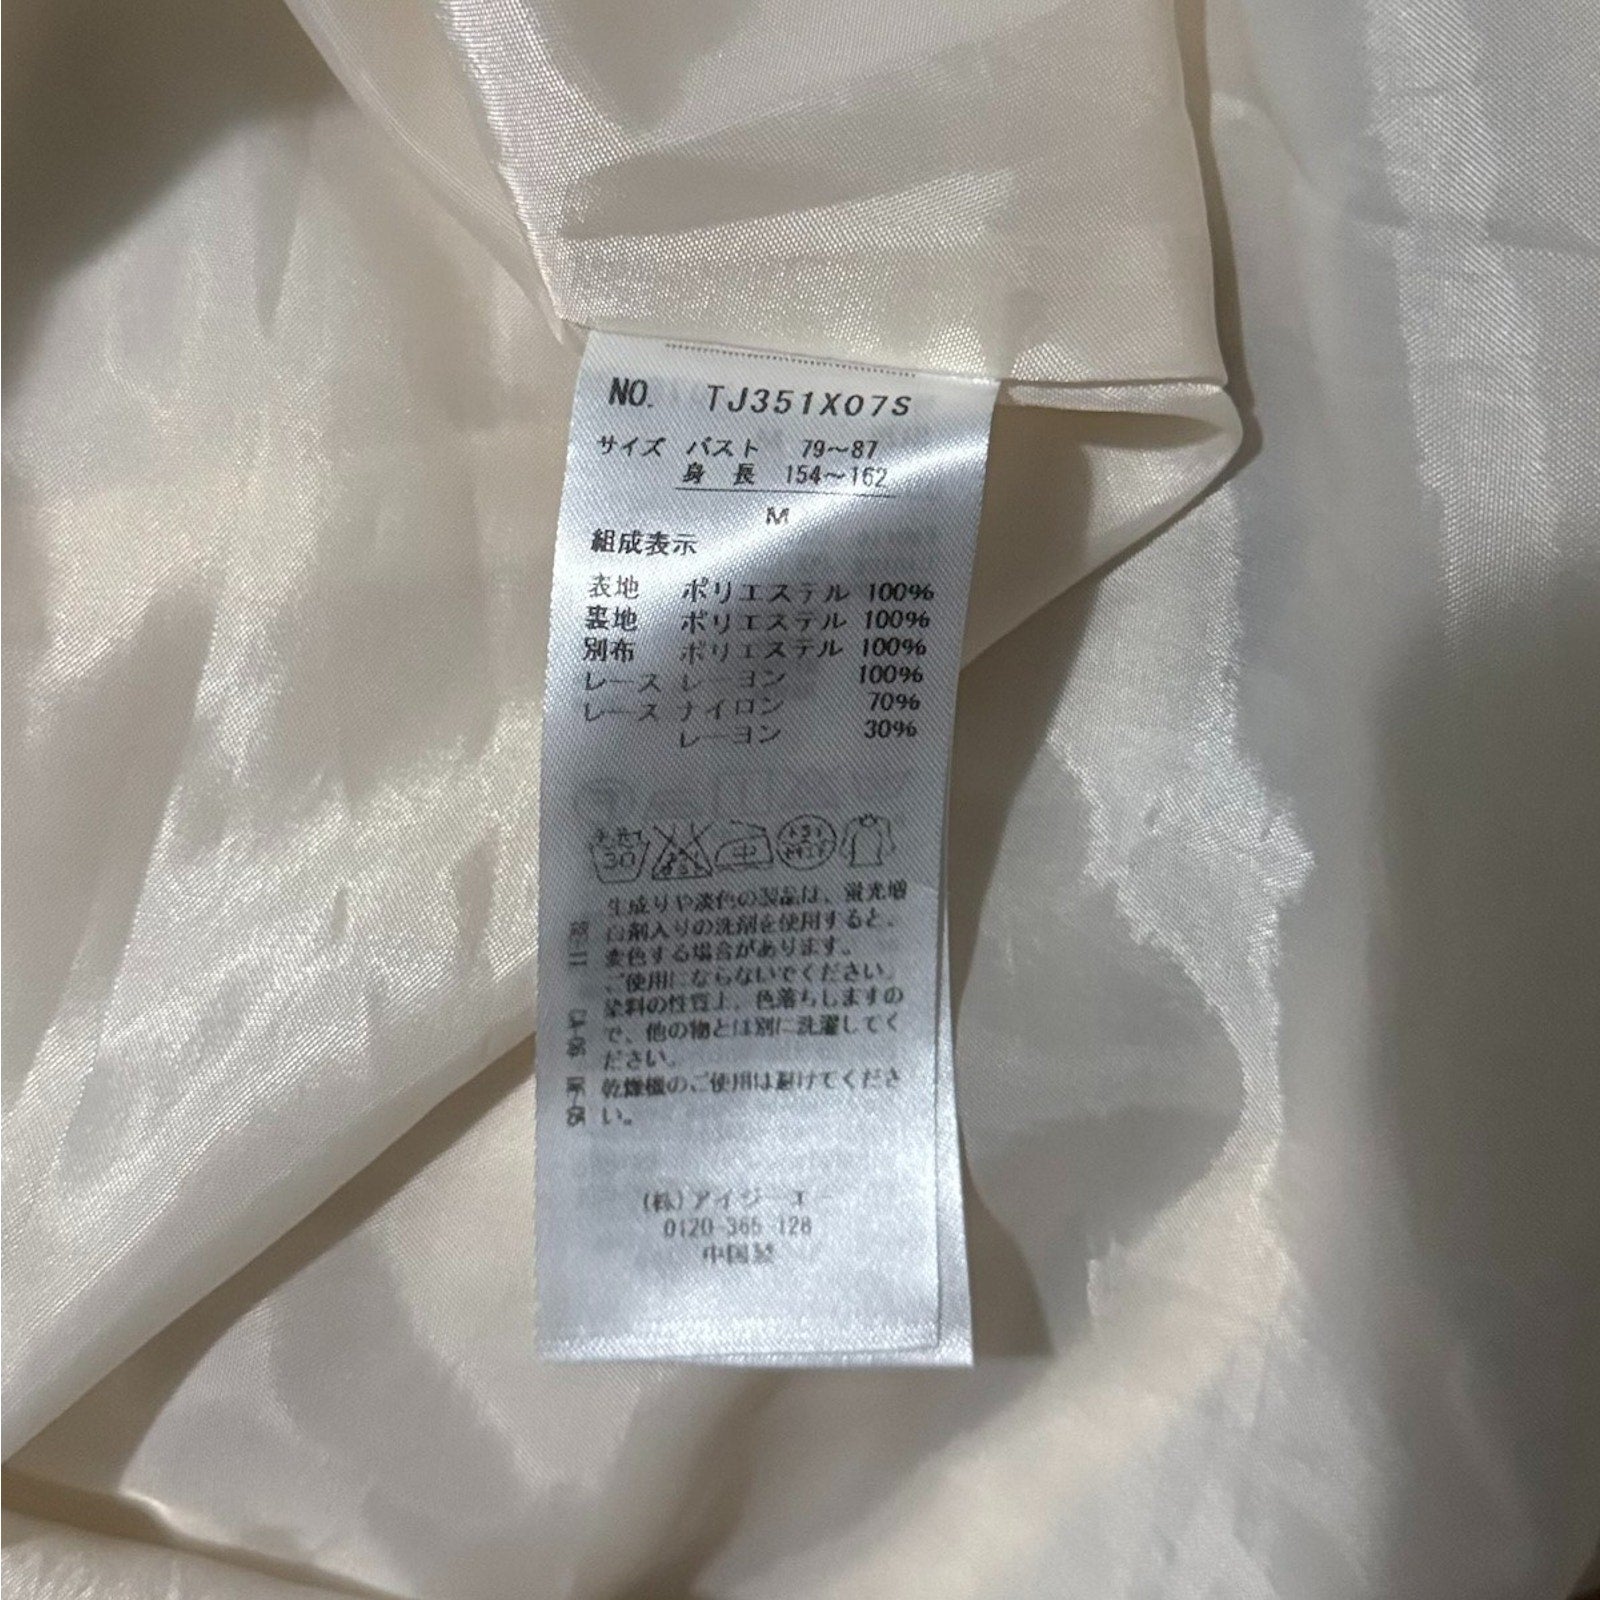 NO. TJ351X07S
サイズ バスト 79〜87
身長 154〜162
M
組成表示
表地 ポリエステル 100%
裏地 ポリエステル 100%
別布 ポリエステル 100%
レース レーヨン 100%
レース ナイロン 70%
レーヨン 30%
30 中
生成りや淡色の製品は、蛍光増
白剤入りの洗剤を使用すると、
変色する場合があります。
ご使用にならないでください。
染料の性質上、色落ちしますの
で、他の物とは別に洗濯してく
ださい。
乾燥機のご使用は避けてくださ
い。
(株)アイジーエー
0120-366-128
中国製